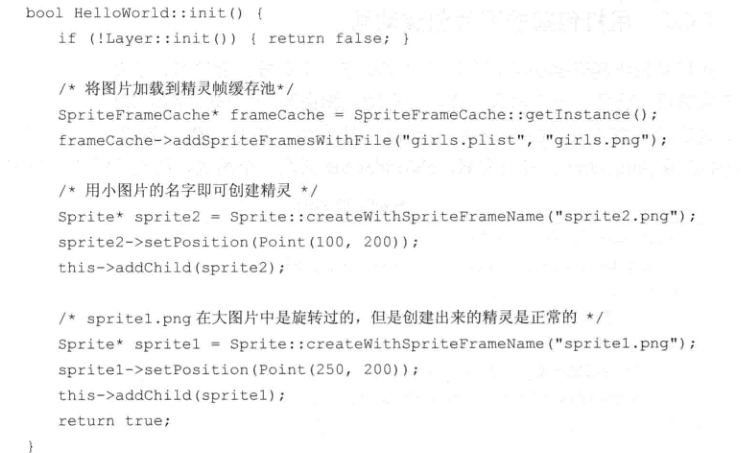 bool HelloWorld::init() {
if (!Layer::init()) { return false; }
/* 将图片加载到精灵帧缓存池*/
SpriteFrameCache* frameCache = SpriteFrameCache::getInstance();
frameCache->addSpriteFramesWithFile("girls.plist", "girls.png");
/* 用小图片的名字即可创建精灵 */
Sprite* sprite2 = Sprite::createWithSpriteFrameName("sprite2.png");
sprite2->setPosition(Point(100, 200));
this->addChild(sprite2);
/* sprite1.png 在大图片中是旋转过的，但是创建出来的精灵是正常的 */
Sprite* sprite1 = Sprite::createWithSpriteFrameName("sprite1.png");
sprite1->setPosition(Point(250, 200));
this->addChild(sprite1);
return true;
}